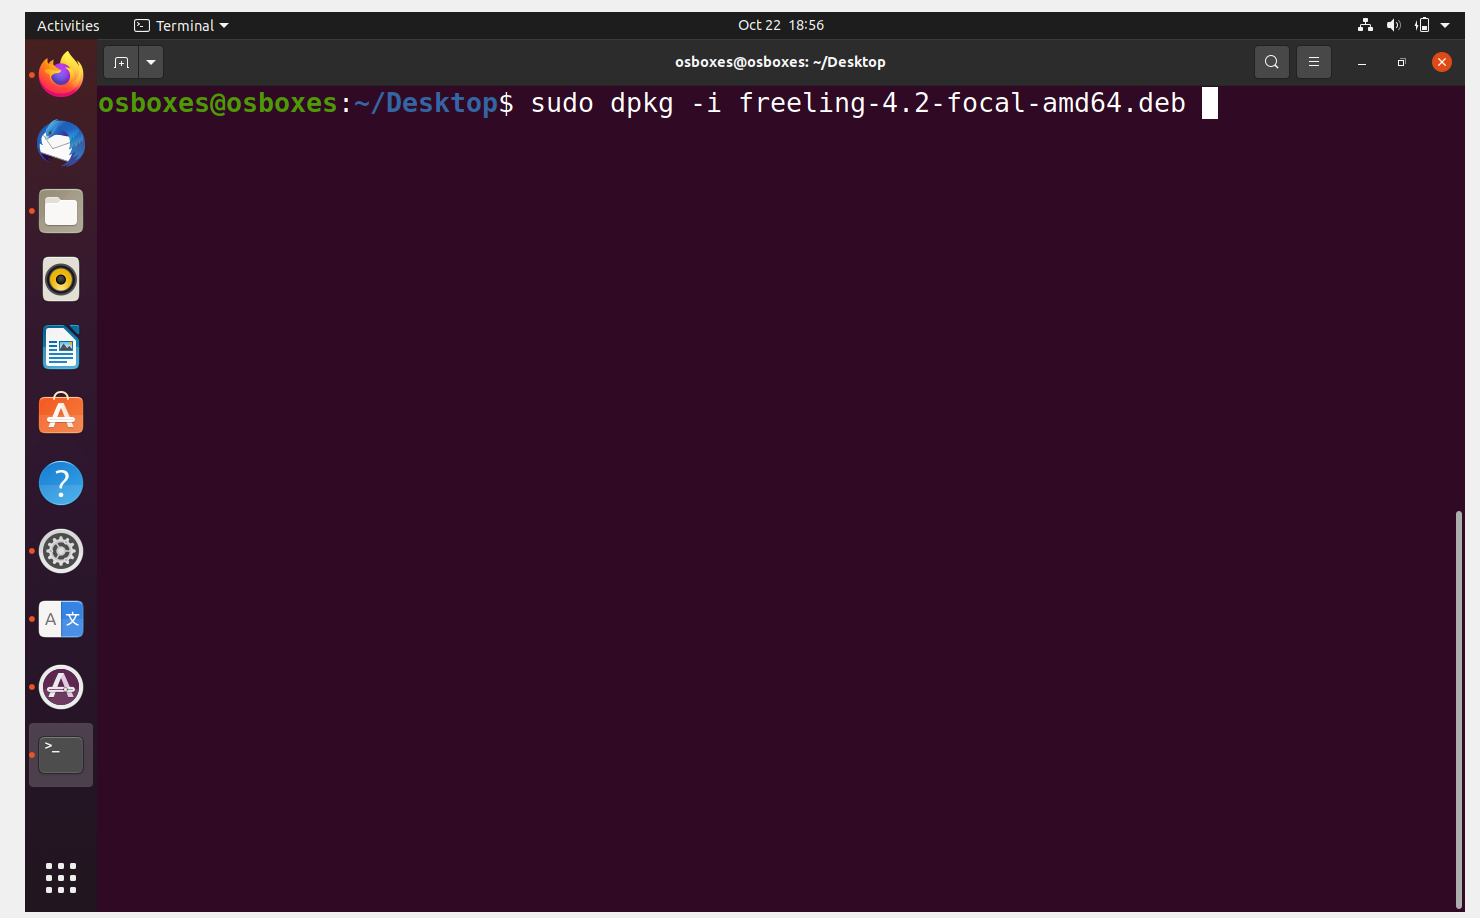 Activities Terminal Oct 22 18:56
osboxes@osboxes: ~/Desktop
osboxes@osboxes:~/Desktop$ sudo dpkg -i freeling-4.2-focal-amd64.deb
?
A 文
>_